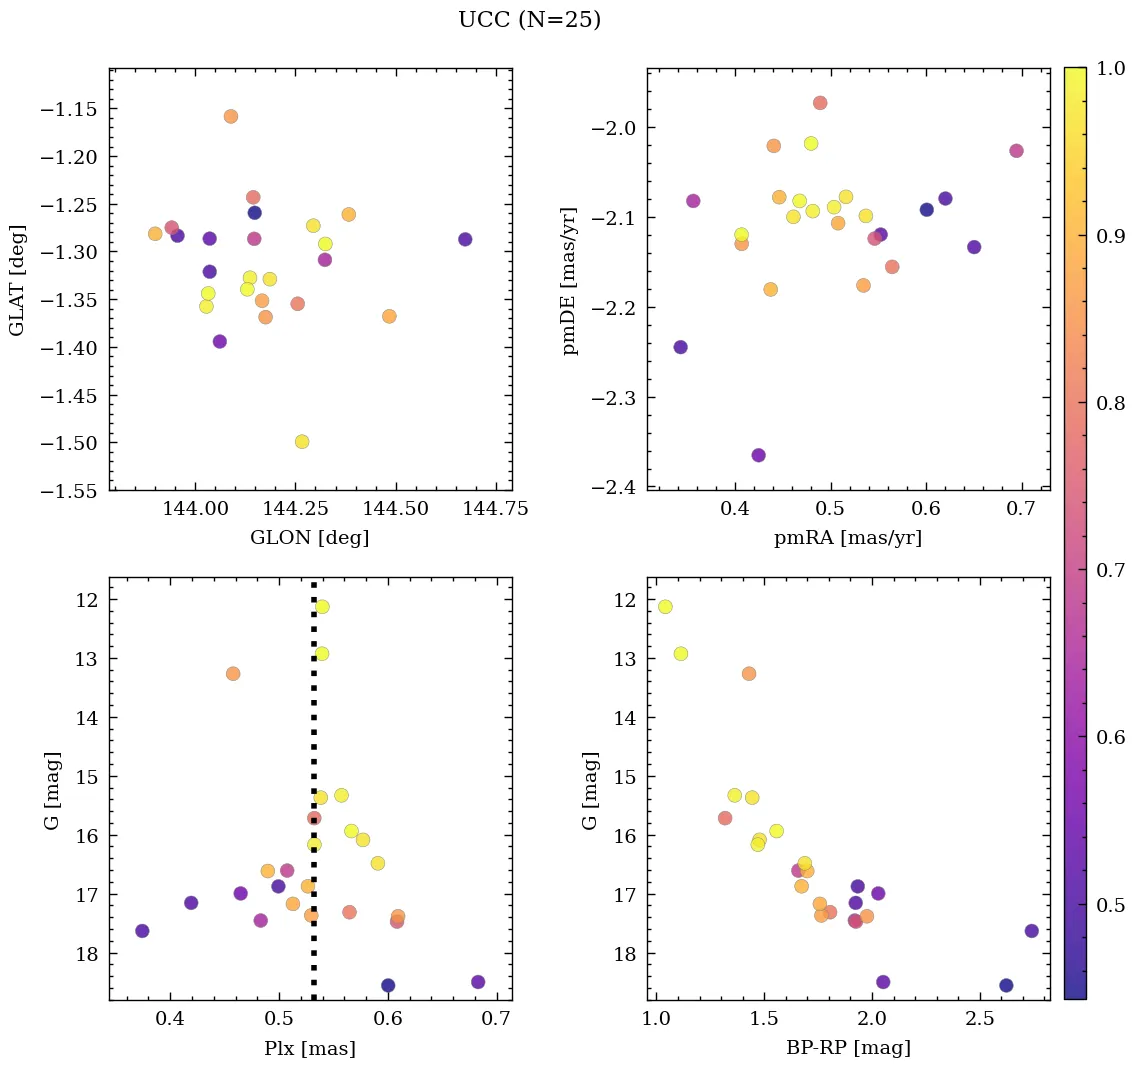 UCC (N=25)
−1.15
−1.20
−1.25
−1.30
−1.35
−1.40
−1.45
−1.50
−1.55
GLAT [deg]
144.00 144.25 144.50 144.75
GLON [deg]
−2.0
−2.1
−2.2
−2.3
−2.4
pmDE [mas/yr]
0.4 0.5 0.6 0.7
pmRA [mas/yr]
12
13
14
15
16
17
18
G [mag]
0.4 0.5 0.6 0.7
Plx [mas]
12
13
14
15
16
17
18
G [mag]
1.0 1.5 2.0 2.5
BP-RP [mag]
1.0
0.9
0.8
0.7
0.6
0.5